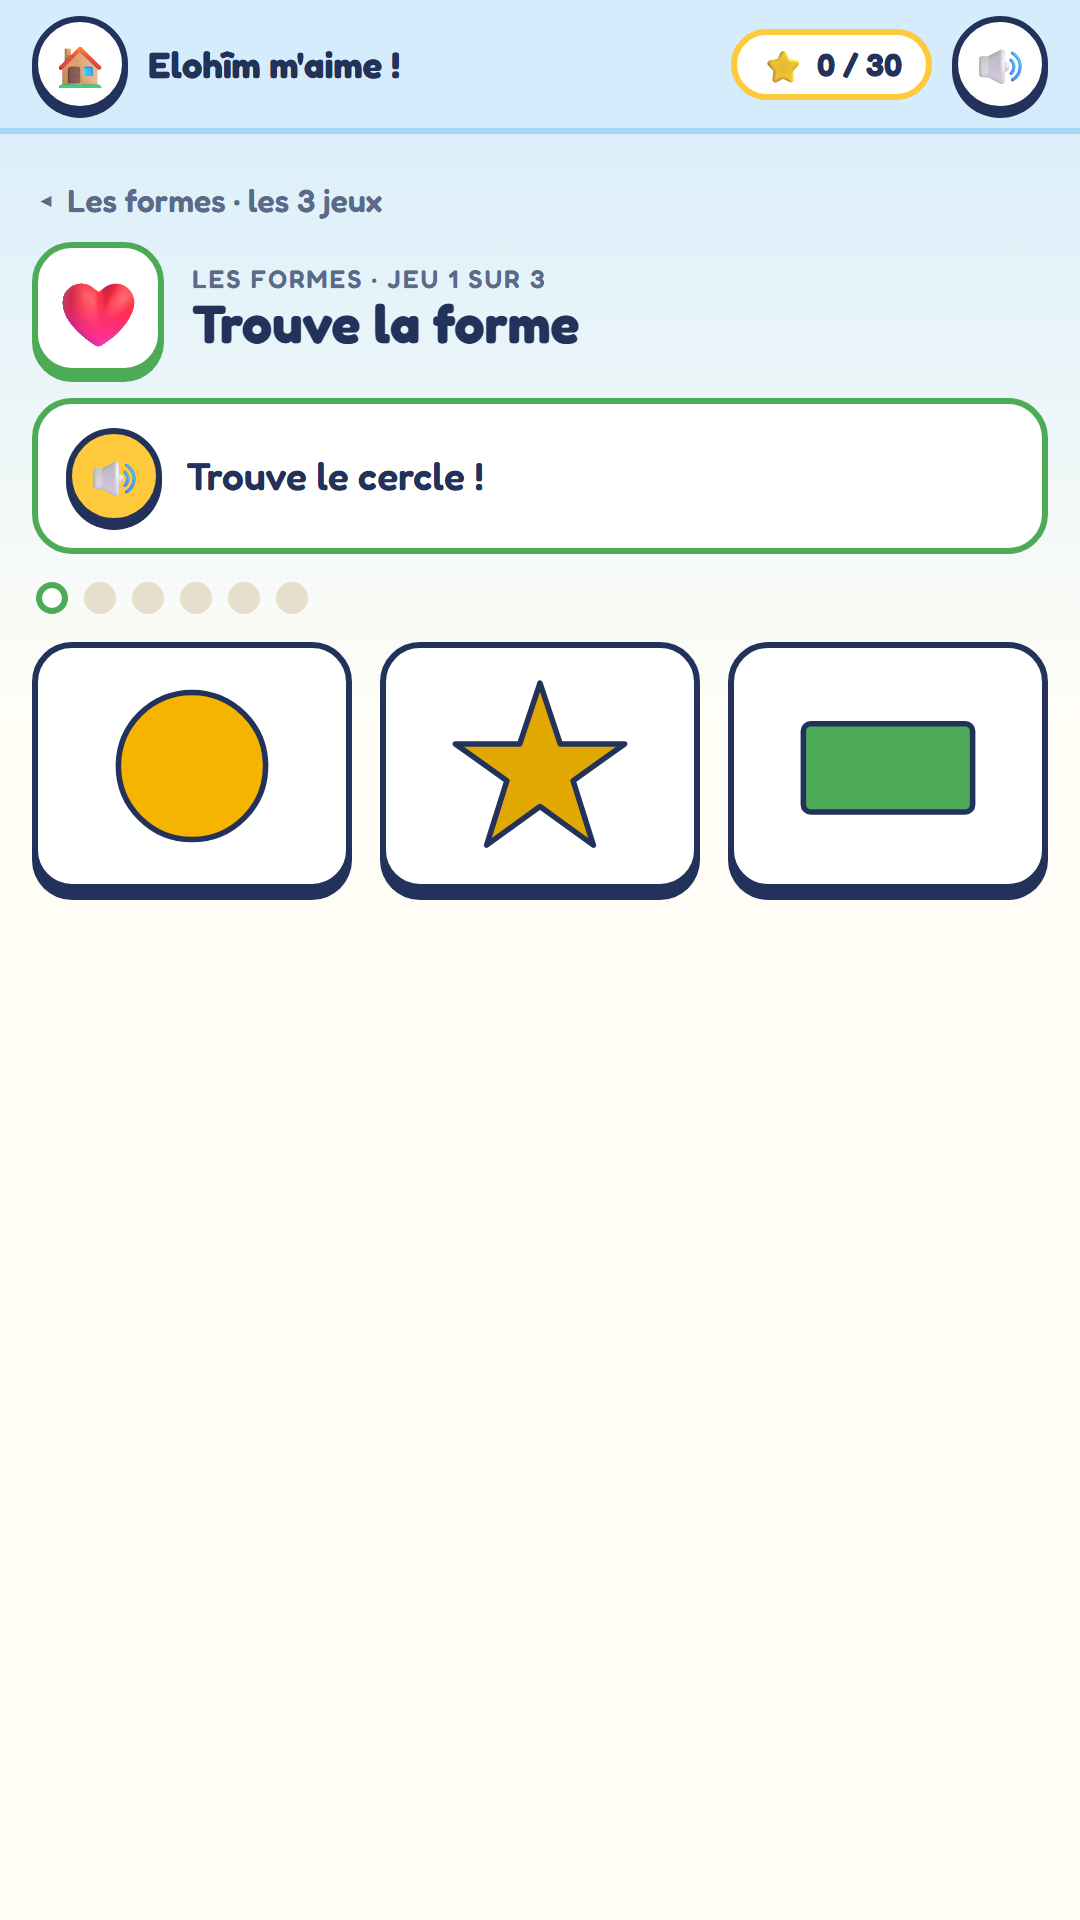 Elohîm m'aime !
0 / 30
◂ Les formes · les 3 jeux
LES FORMES · JEU 1 SUR 3
Trouve la forme
Trouve le cercle !